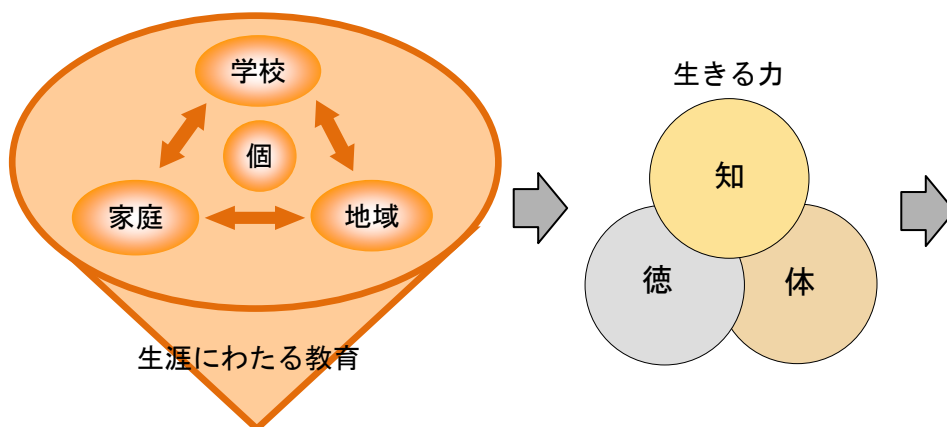 学校
個
家庭
地域
生涯にわたる教育
生きる力
知
徳
体